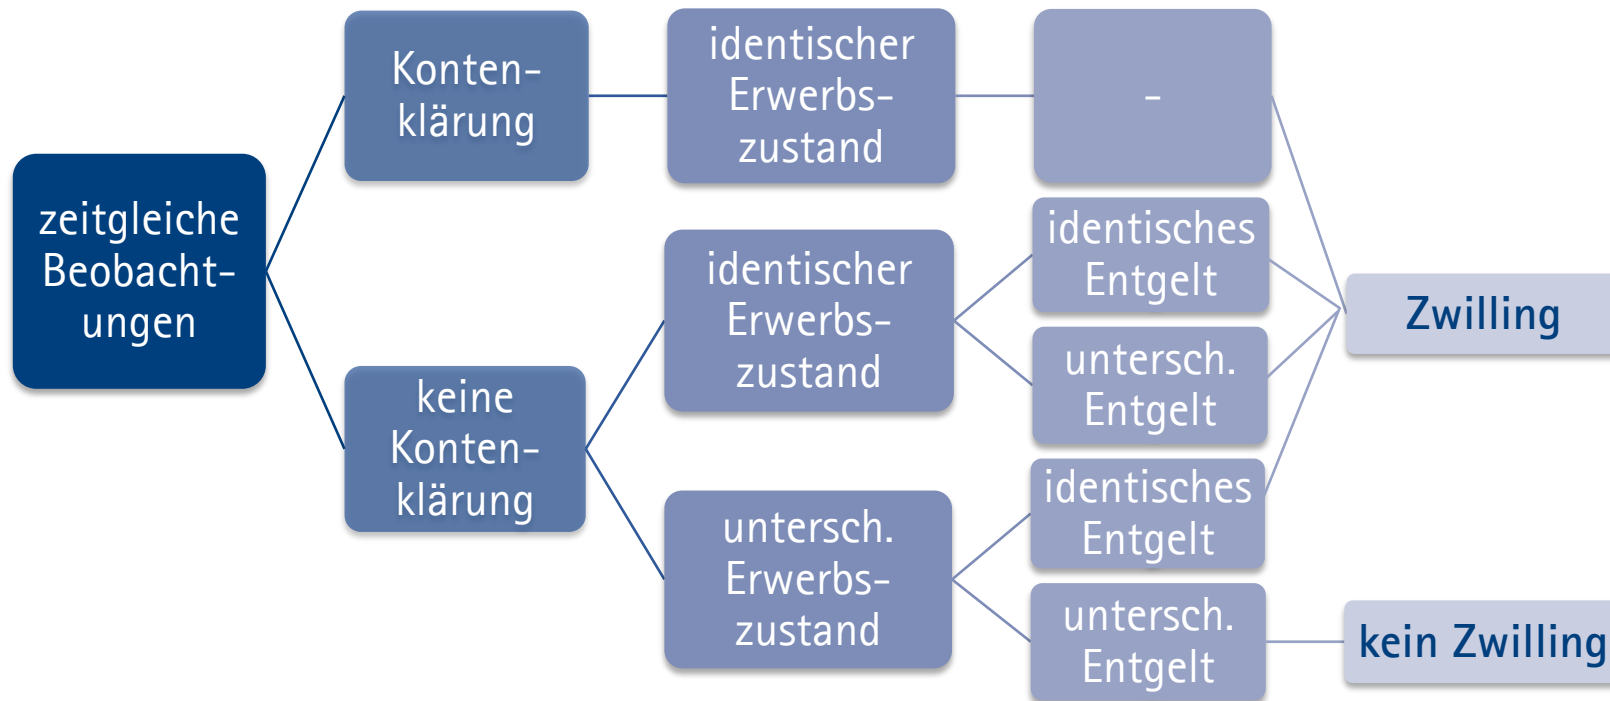 zeitgleiche
Beobacht-
ungen
Konten-
klärung
keine
Konten-
klärung
identischer
Erwerbs-
zustand
identischer
Erwerbs-
zustand
untersch.
Erwerbs-
zustand
-
identisches
Entgelt
untersch.
Entgelt
identisches
Entgelt
untersch.
Entgelt
Zwilling
kein Zwilling